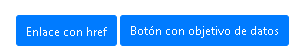 Enlace con href
Botón con objetivo de datos